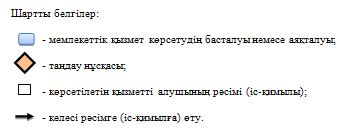 Шартты белгілер:
- мемлекеттік қызмет көрсетудің басталуы немесе аяқталуы;
- таңдау нұсқасы;
- көрсетілетін қызметті алушының рәсімі (іс-қимылы);
- келесі рәсімге (іс-қимылға) өту.